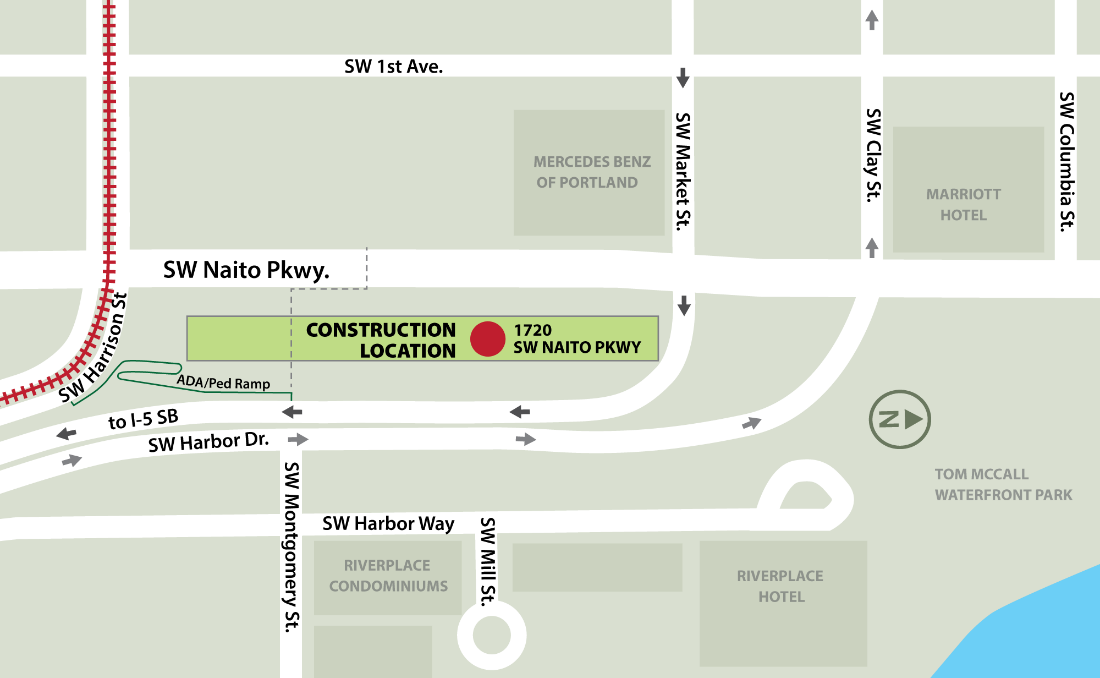 SW 1st Ave.
SW Market St.
SW Clay St.
SW Columbia St.
MERCEDES BENZ
OF PORTLAND
MARRIOTT
HOTEL
SW Naito Pkwy.
SW Harrison St
CONSTRUCTION
LOCATION
1720
SW NAITO PKWY
ADA/Ped Ramp
to I-5 SB
SW Harbor Dr.
N
TOM MCCALL
WATERFRONT PARK
SW Montgomery St.
SW Harbor Way
SW Mill St.
RIVERPLACE
CONDOMINIUMS
RIVERPLACE
HOTEL